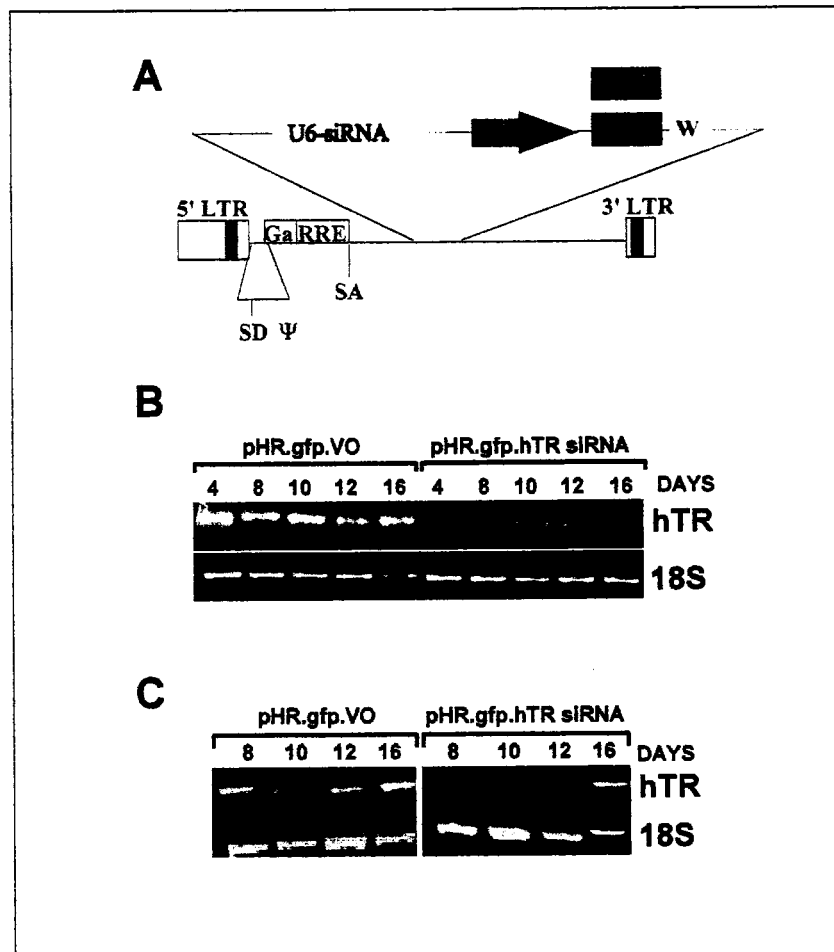 A
U6-siRNA W
5' LTR 3' LTR
Ga RRE
SA
SD Ψ
B
pHR.gfp.VO pHR.gfp.hTR siRNA
4 8 10 12 16 4 8 10 12 16 DAYS
hTR
18S
C
pHR.gfp.VO pHR.gfp.hTR siRNA
8 10 12 16 8 10 12 16 DAYS
hTR
18S